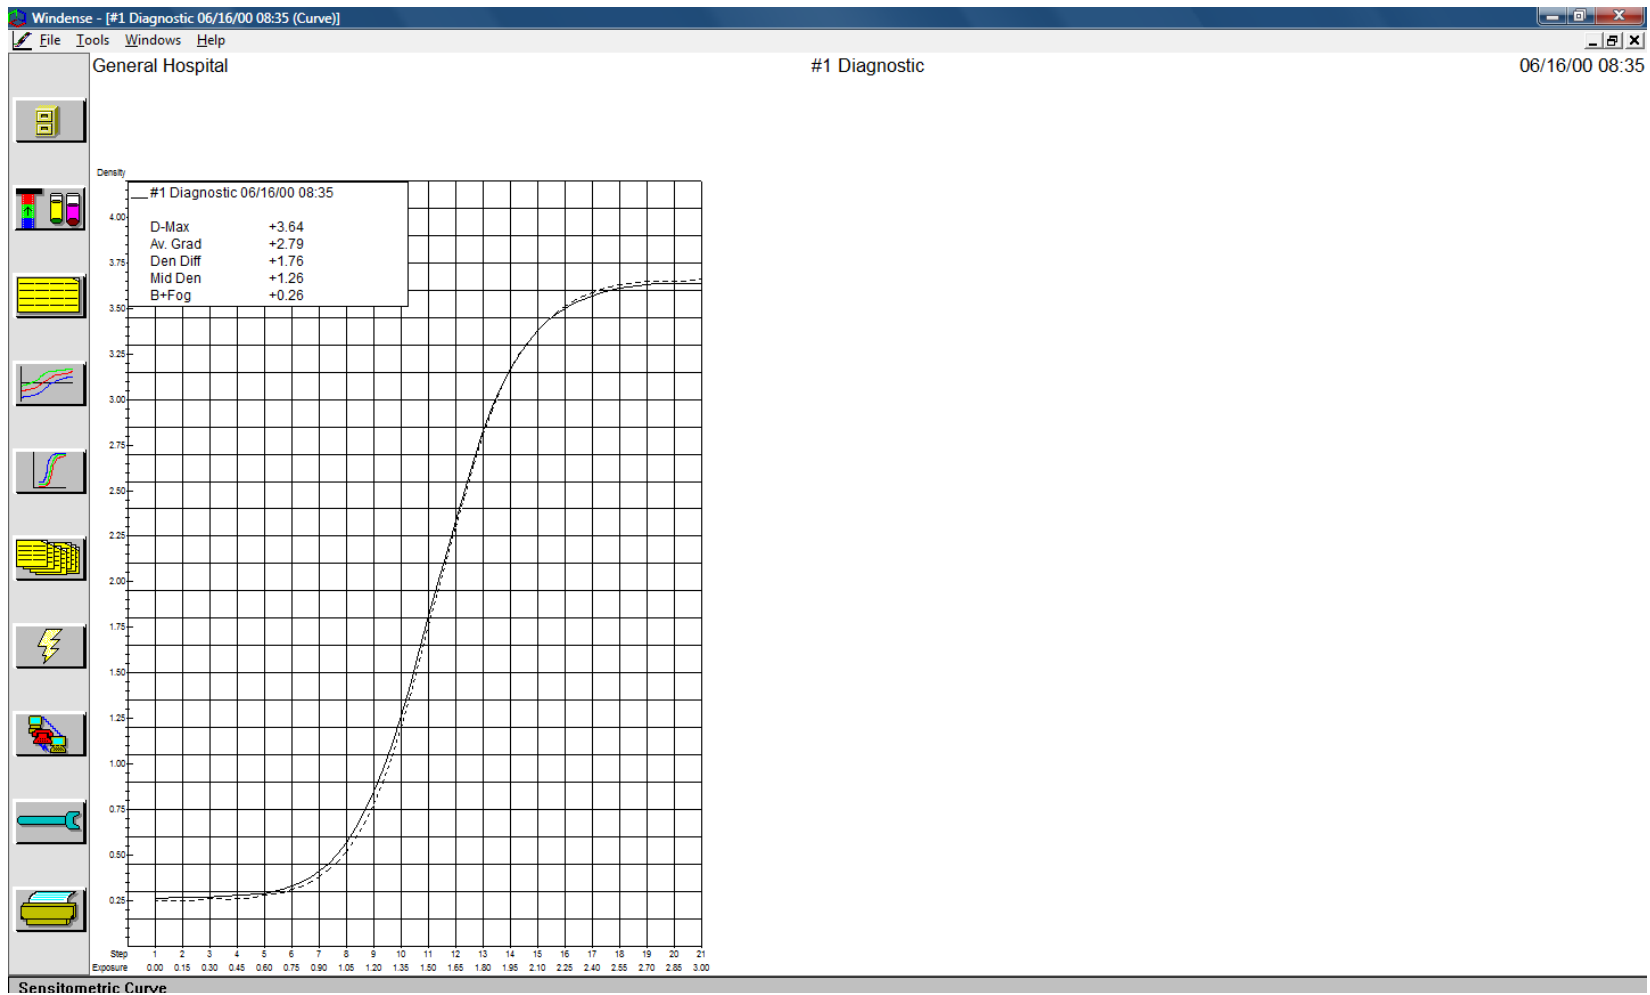 Windense - [#1 Diagnostic 06/16/00 08:35 (Curve)]
File Tools Windows Help
General Hospital #1 Diagnostic 06/16/00 08:35
Density
#1 Diagnostic 06/16/00 08:35
D-Max +3.64
Av. Grad +2.79
Den Diff +1.76
Mid Den +1.26
B+Fog +0.26
4.00
3.75
3.50
3.25
3.00
2.75
2.50
2.25
2.00
1.75
1.50
1.25
1.00
0.75
0.50
0.25
Step 1 2 3 4 5 6 7 8 9 10 11 12 13 14 15 16 17 18 19 20 21
Exposure 0.00 0.15 0.30 0.45 0.60 0.75 0.90 1.05 1.20 1.35 1.50 1.65 1.80 1.95 2.10 2.25 2.40 2.55 2.70 2.85 3.00
Sensitometric Curve